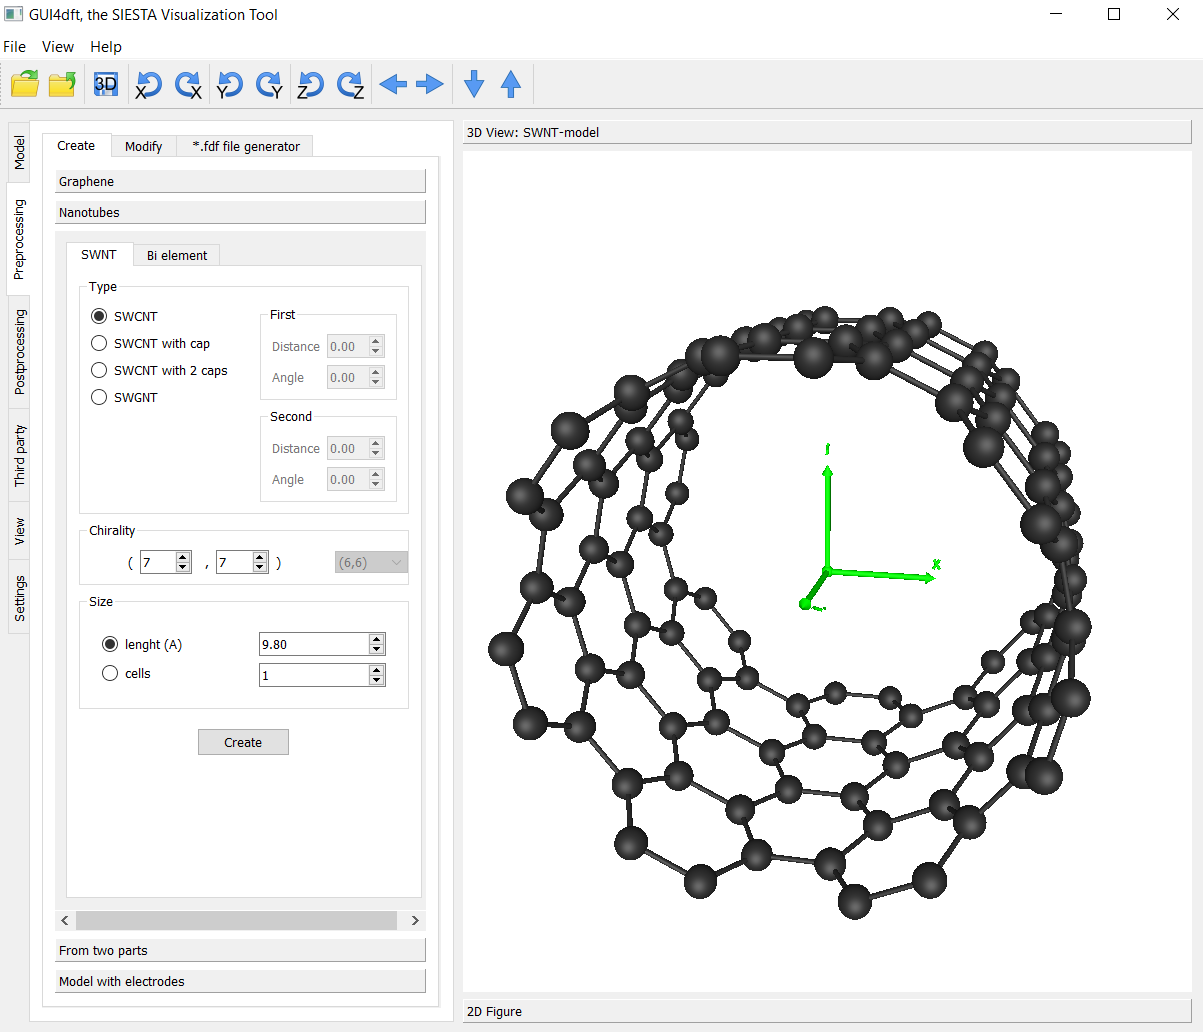 GUI4dft, the SIESTA Visualization Tool
File View Help
3D X X Y Y Z Z
Model
Preprocessing
Postprocessing
Third party
View
Settings
Create Modify *.fdf file generator
Graphene
Nanotubes
SWNT Bi element
Type
SWCNT
SWCNT with cap
SWCNT with 2 caps
SWGNT
First
Distance 0.00
Angle 0.00
Second
Distance 0.00
Angle 0.00
Chirality
( 7 , 7 ) (6,6)
Size
lenght (A) 9.80
cells 1
Create
From two parts
Model with electrodes
3D View: SWNT-model
X
2D Figure